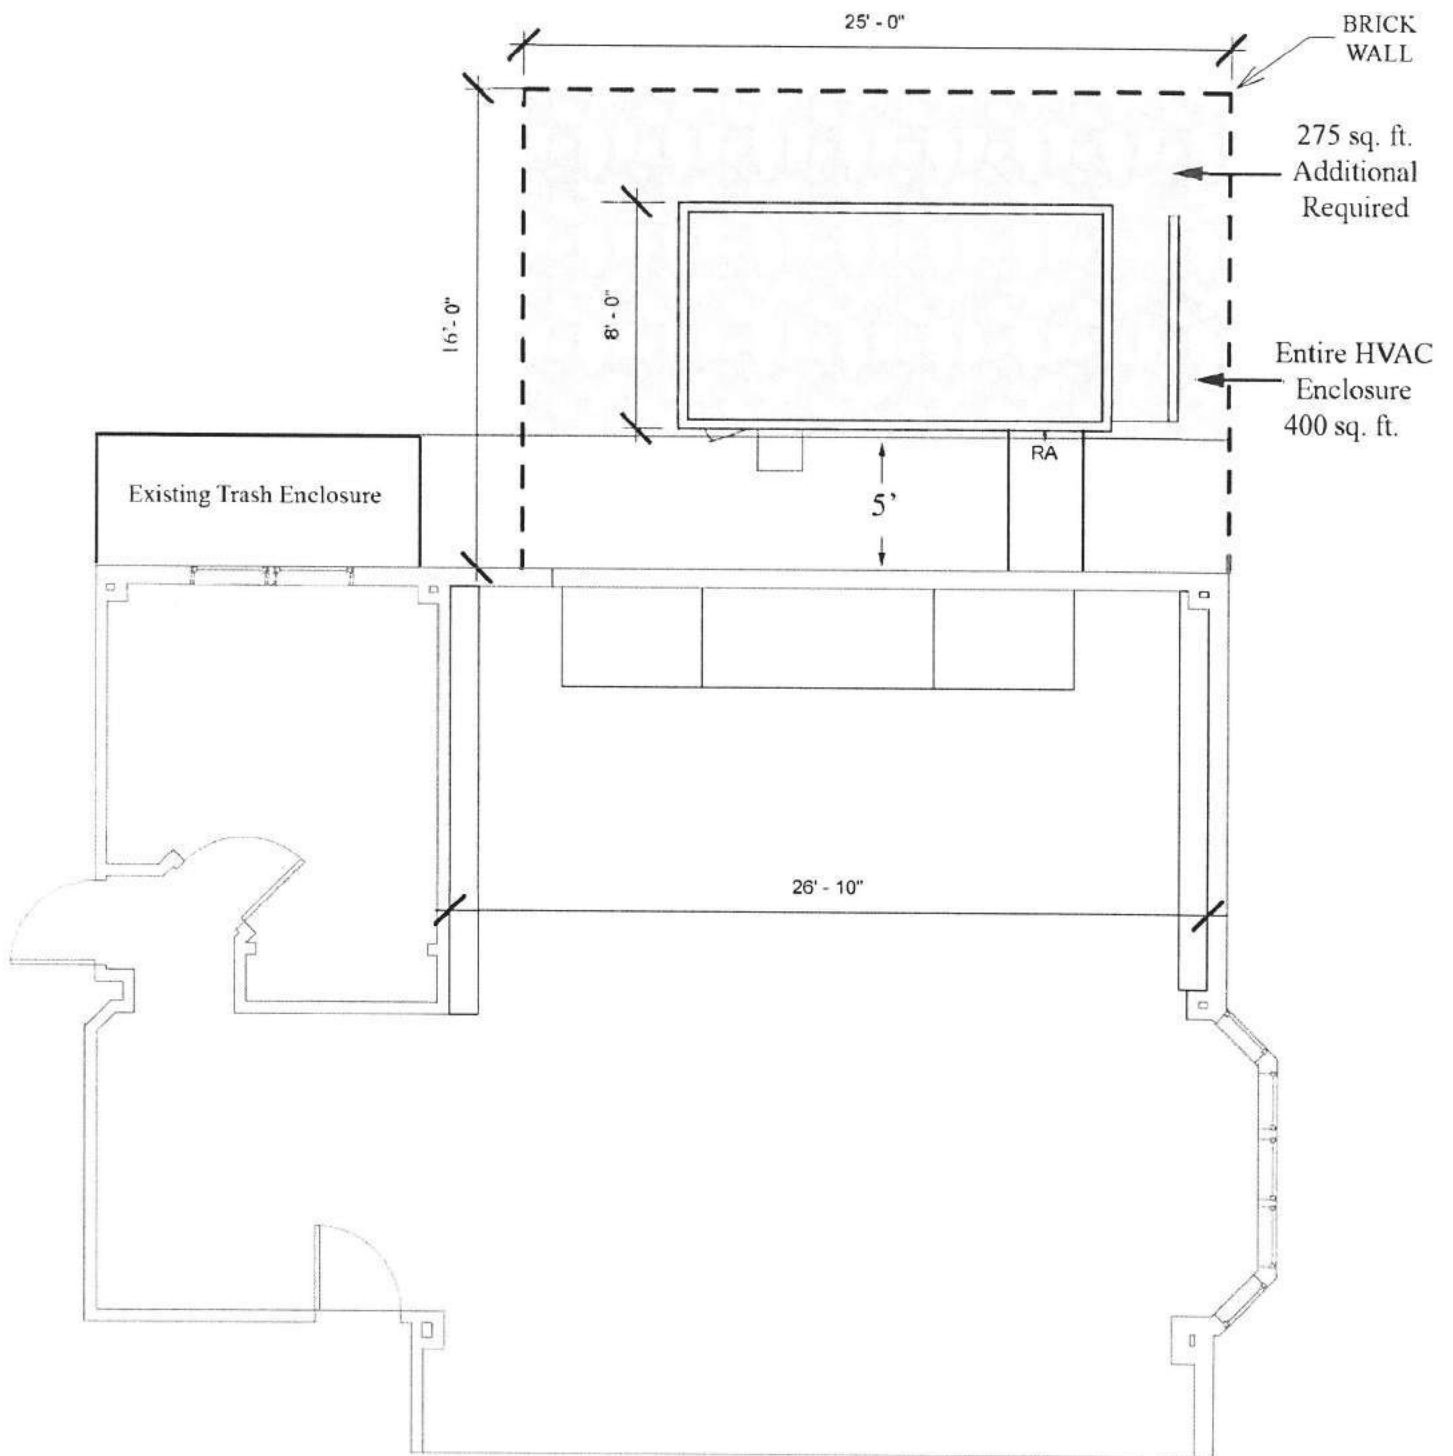 25' - 0"
BRICK
WALL
275 sq. ft.
Additional
Required
16'- 0"
8' - 0"
Entire HVAC
Enclosure
400 sq. ft.
RA
Existing Trash Enclosure
5'
26' - 10"